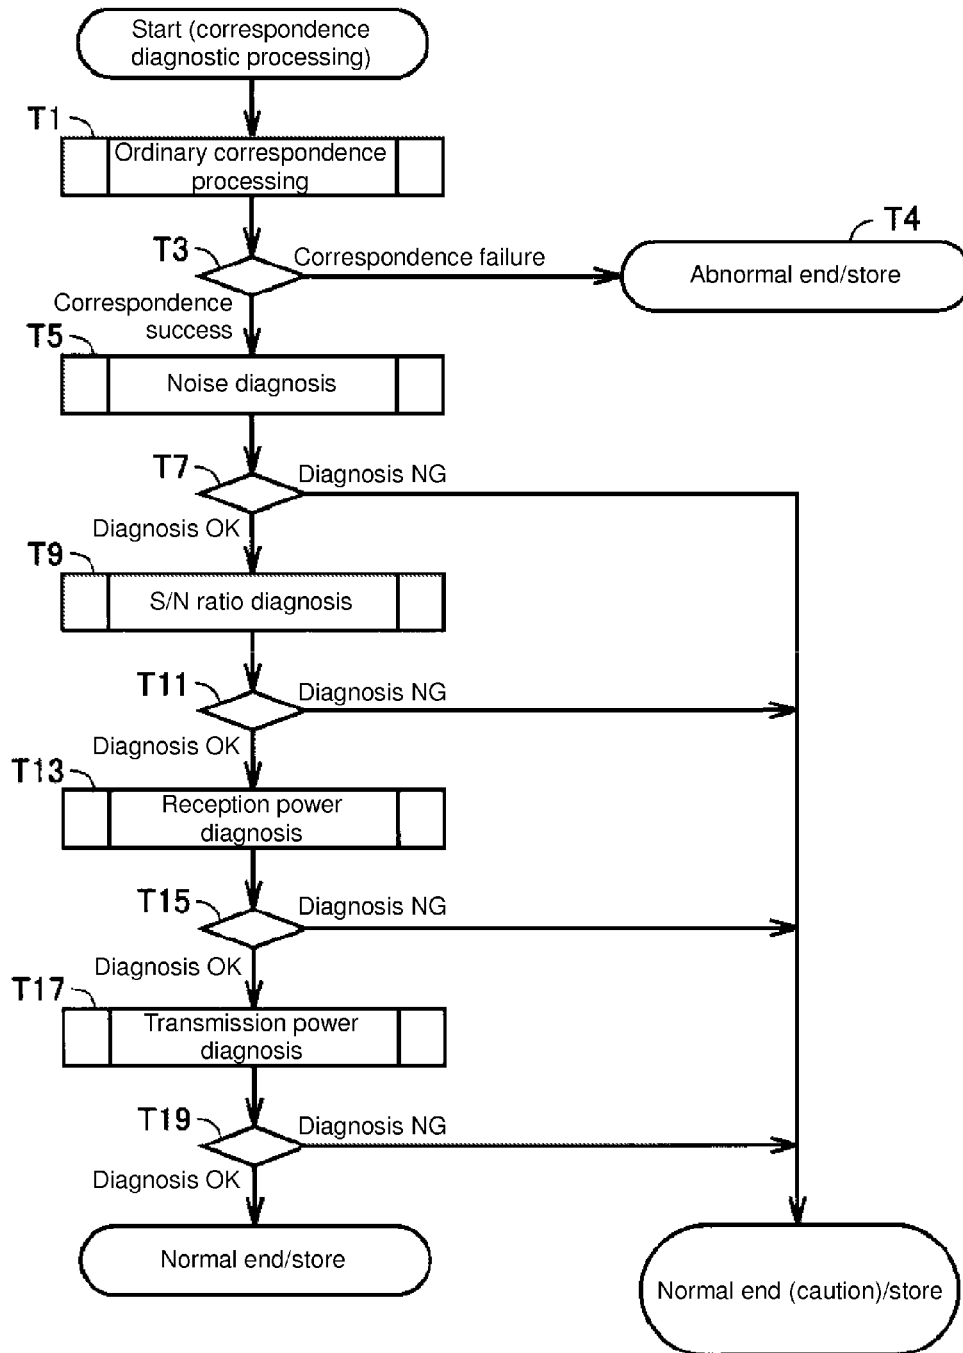 Start (correspondence
diagnostic processing)
T1
Ordinary correspondence
processing
T3
Correspondence failure
T4
Abnormal end/store
Correspondence
success
T5
Noise diagnosis
T7
Diagnosis NG
Diagnosis OK
T9
S/N ratio diagnosis
T11
Diagnosis NG
Diagnosis OK
T13
Reception power
diagnosis
T15
Diagnosis NG
Diagnosis OK
T17
Transmission power
diagnosis
T19
Diagnosis NG
Diagnosis OK
Normal end/store
Normal end (caution)/store